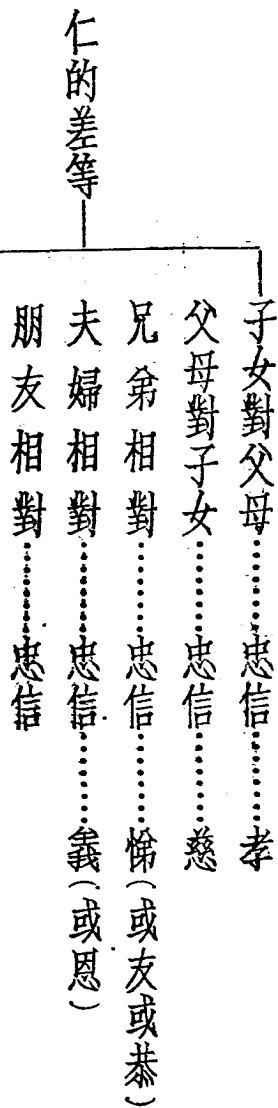 仁的差等
子女對父母………忠信………孝
父母對子女………忠信………慈
兄弟相對………忠信………悌(或友或恭)
夫婦相對………忠信………義(或恩)
朋友相對………忠信